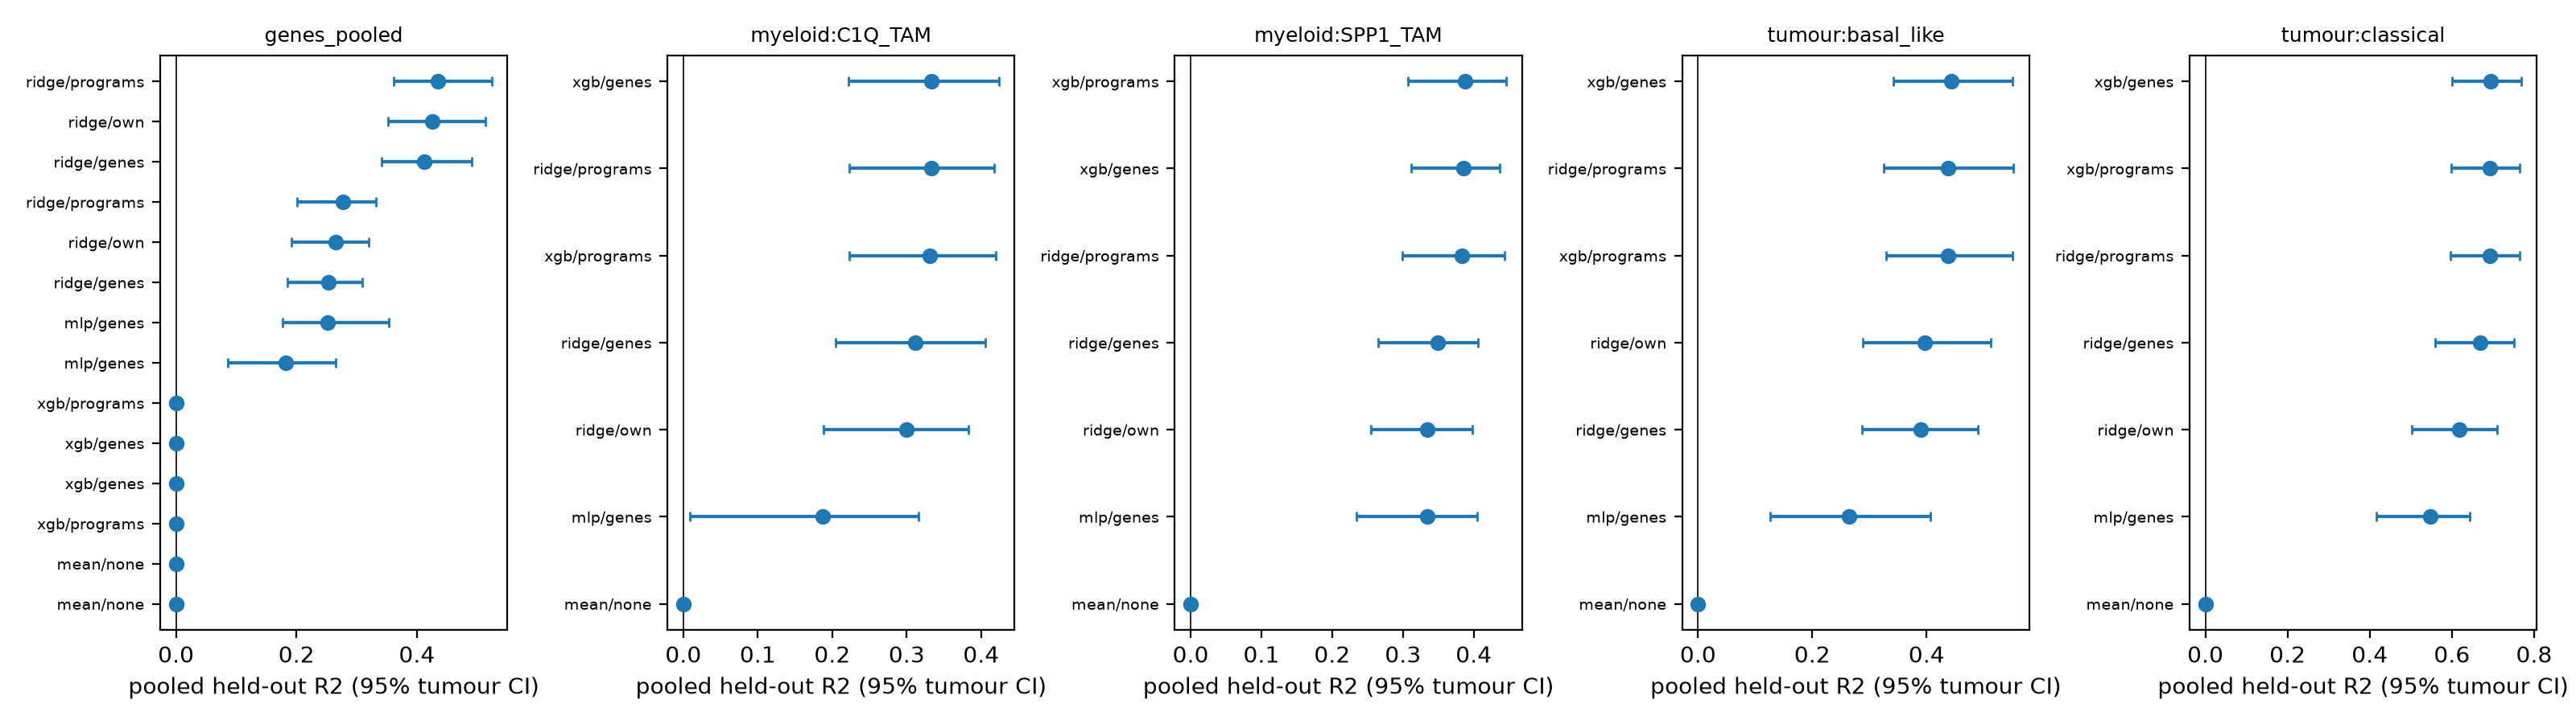 genes_pooled
ridge/programs
ridge/own
ridge/genes
ridge/programs
ridge/own
ridge/genes
mlp/genes
mlp/genes
xgb/programs
xgb/genes
xgb/genes
xgb/programs
mean/none
mean/none
0.0 0.2 0.4
pooled held-out R2 (95% tumour CI)
myeloid:C1Q_TAM
xgb/genes
ridge/programs
xgb/programs
ridge/genes
ridge/own
mlp/genes
mean/none
0.0 0.1 0.2 0.3 0.4
pooled held-out R2 (95% tumour CI)
myeloid:SPP1_TAM
xgb/programs
xgb/genes
ridge/programs
ridge/genes
ridge/own
mlp/genes
mean/none
0.0 0.1 0.2 0.3 0.4
pooled held-out R2 (95% tumour CI)
tumour:basal_like
xgb/genes
ridge/programs
xgb/programs
ridge/own
ridge/genes
mlp/genes
mean/none
0.0 0.2 0.4
pooled held-out R2 (95% tumour CI)
tumour:classical
xgb/genes
xgb/programs
ridge/programs
ridge/genes
ridge/own
mlp/genes
mean/none
0.0 0.2 0.4 0.6 0.8
pooled held-out R2 (95% tumour CI)